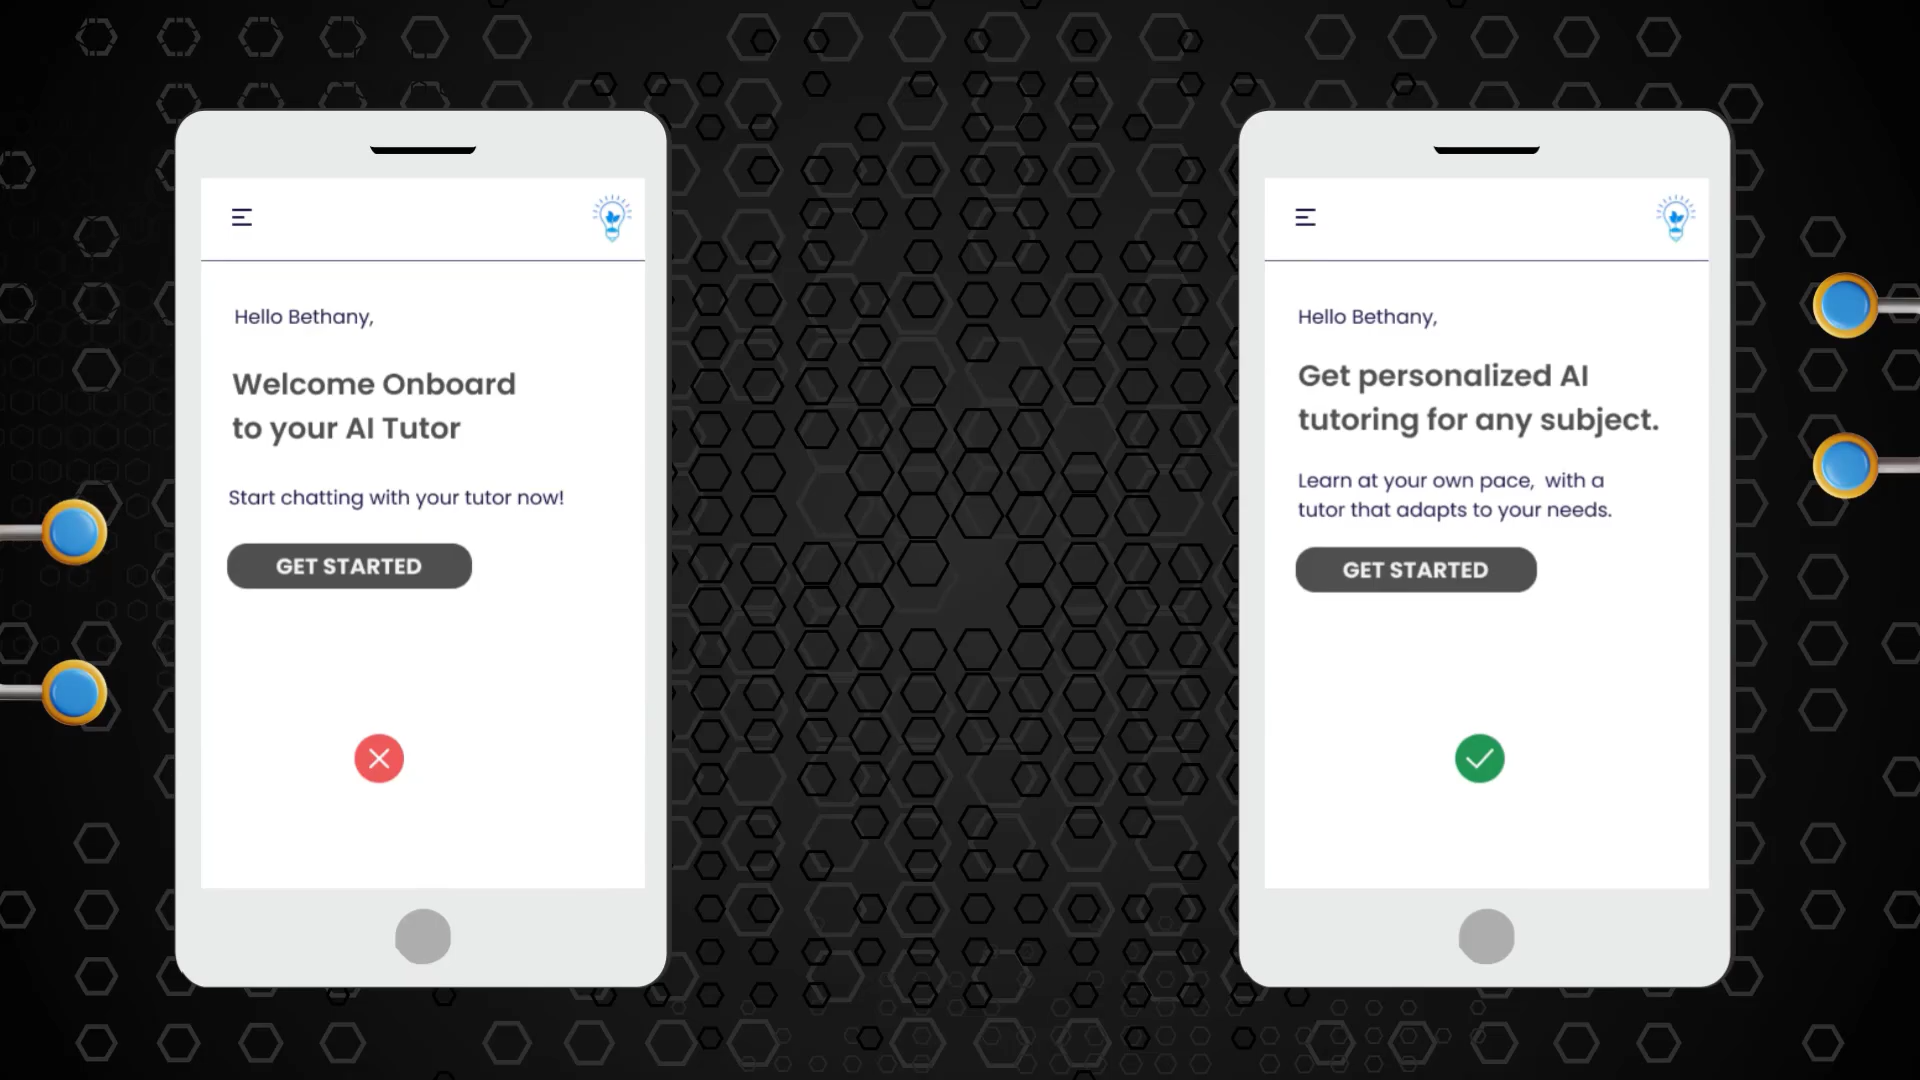 Hello Bethany,
Welcome Onboard
to your AI Tutor
Start chatting with your tutor now!
GET STARTED
Hello Bethany,
Get personalized AI
tutoring for any subject.
Learn at your own pace, with a
tutor that adapts to your needs.
GET STARTED